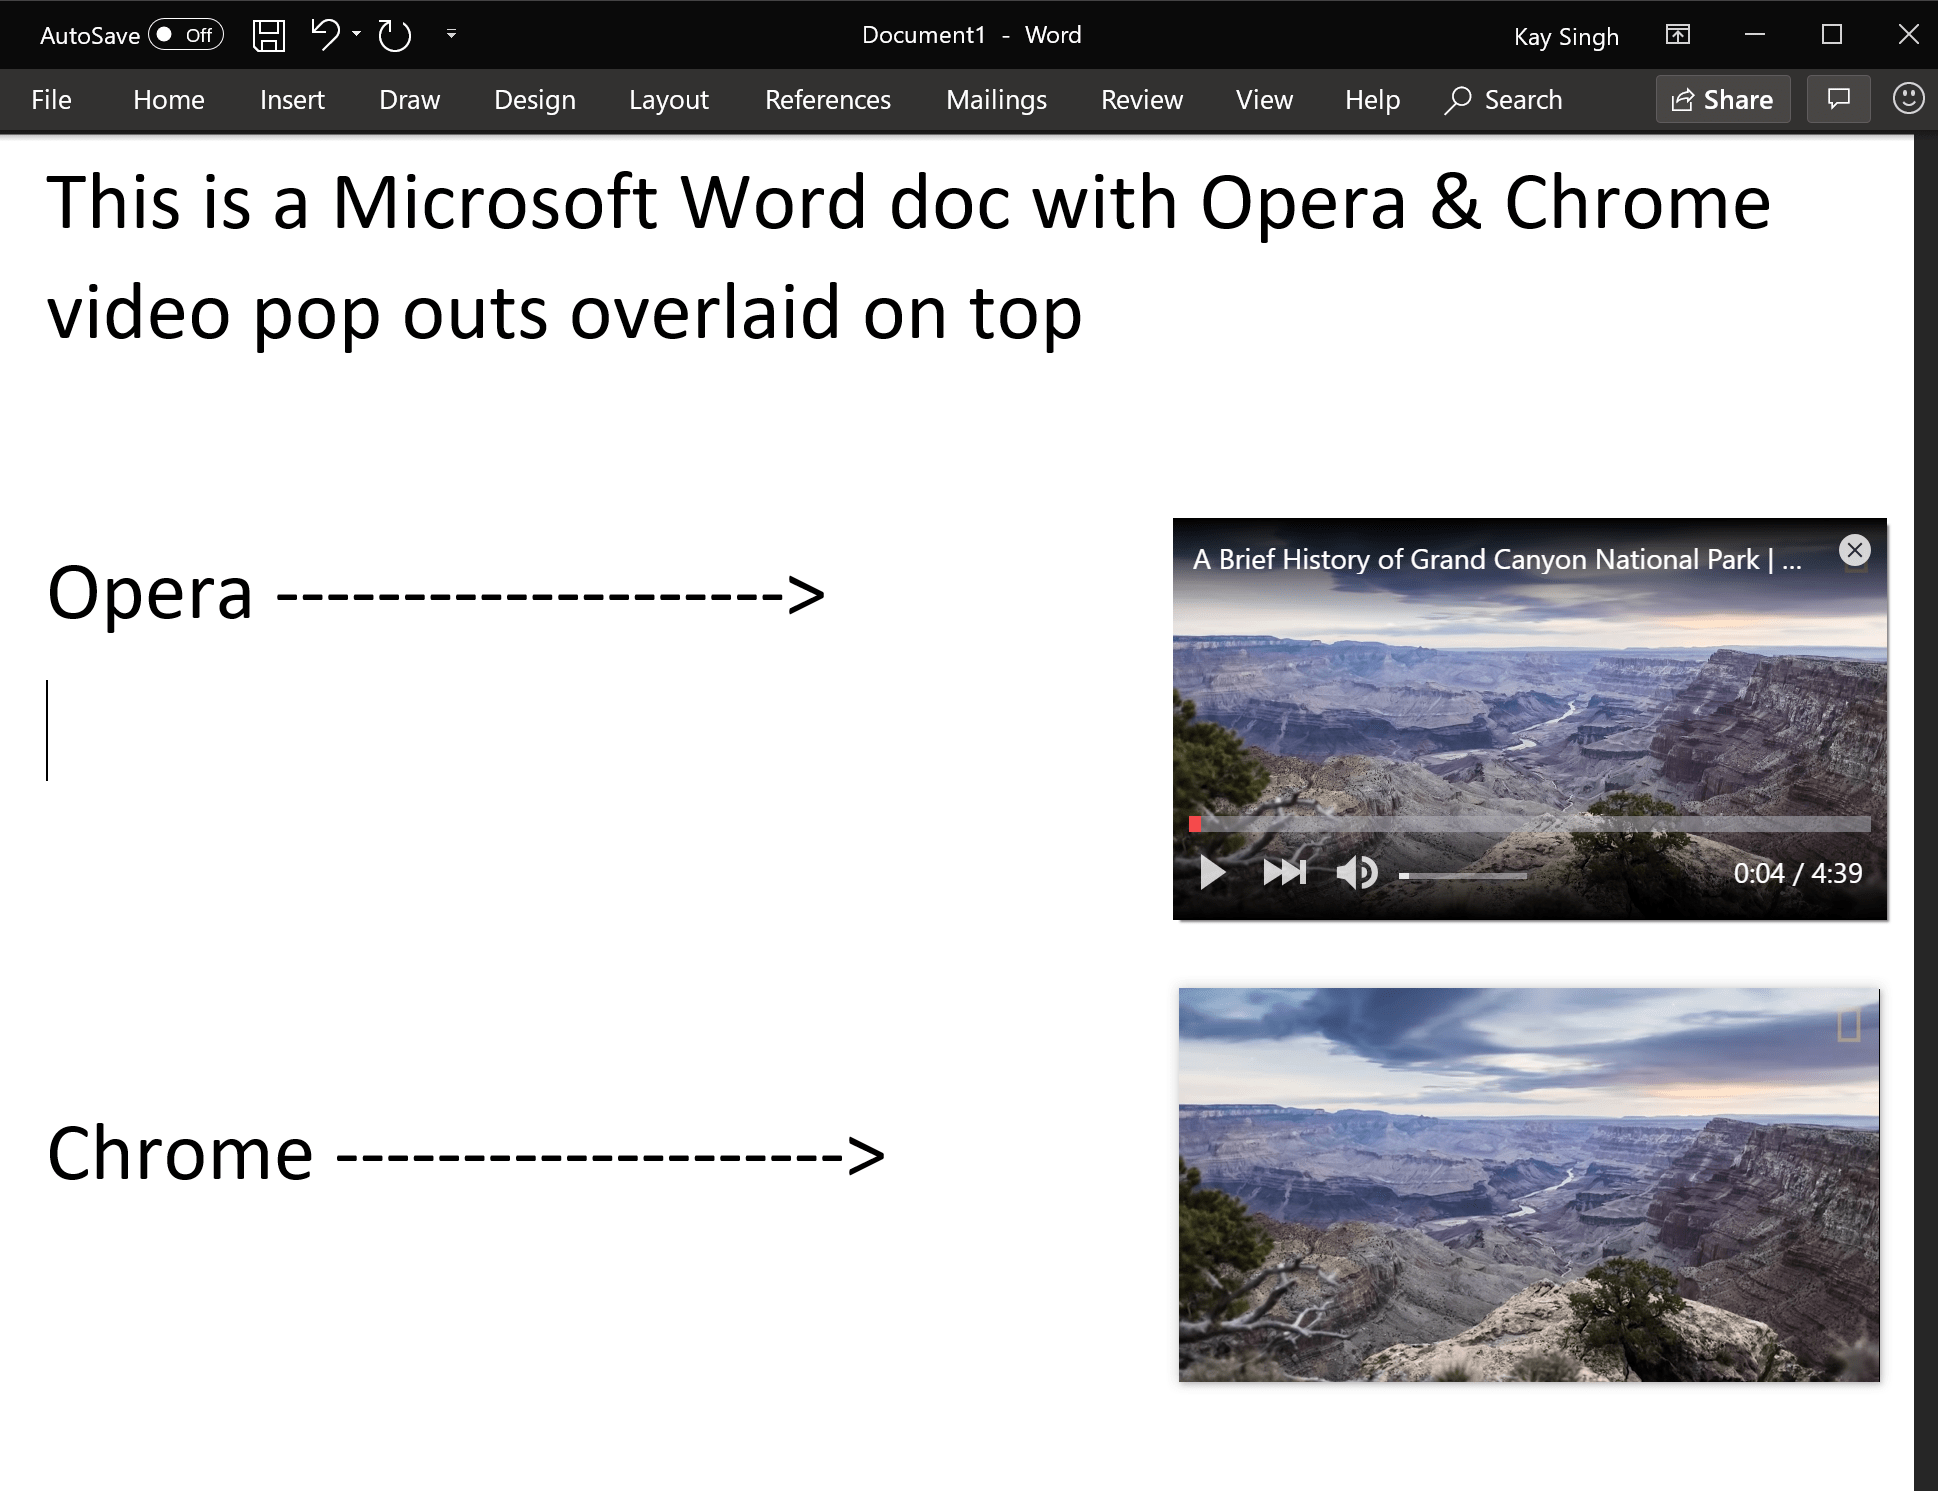 AutoSave Off Document1 - Word Kay Singh
File Home Insert Draw Design Layout References Mailings Review View Help Search Share
This is a Microsoft Word doc with Opera & Chrome
video pop outs overlaid on top
A Brief History of Grand Canyon National Park | ...
Opera -------------------->
0:04 / 4:39
Chrome -------------------->